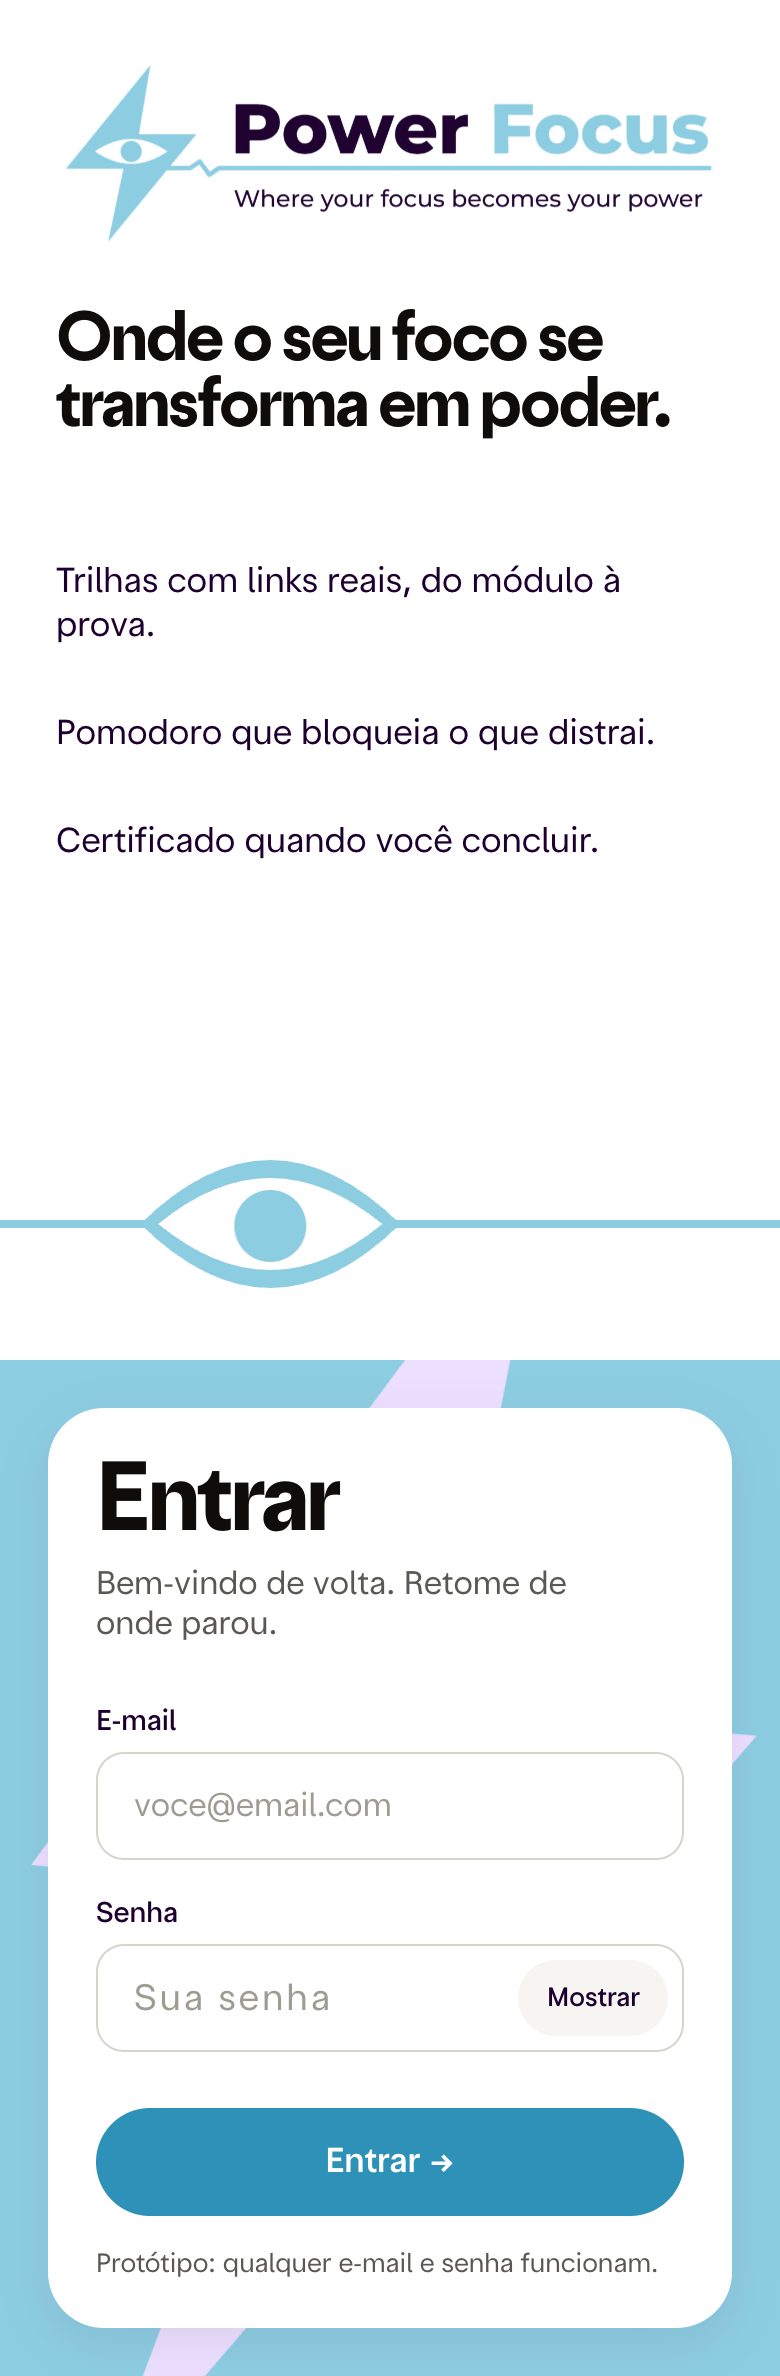 Power Focus
Where your focus becomes your power
Onde o seu foco se
transforma em poder.
Trilhas com links reais, do módulo à
prova.
Pomodoro que bloqueia o que distrai.
Certificado quando você concluir.
Entrar
Bem-vindo de volta. Retome de
onde parou.
E-mail
voce@email.com
Senha
Sua senha
Mostrar
Entrar →
Protótipo: qualquer e-mail e senha funcionam.